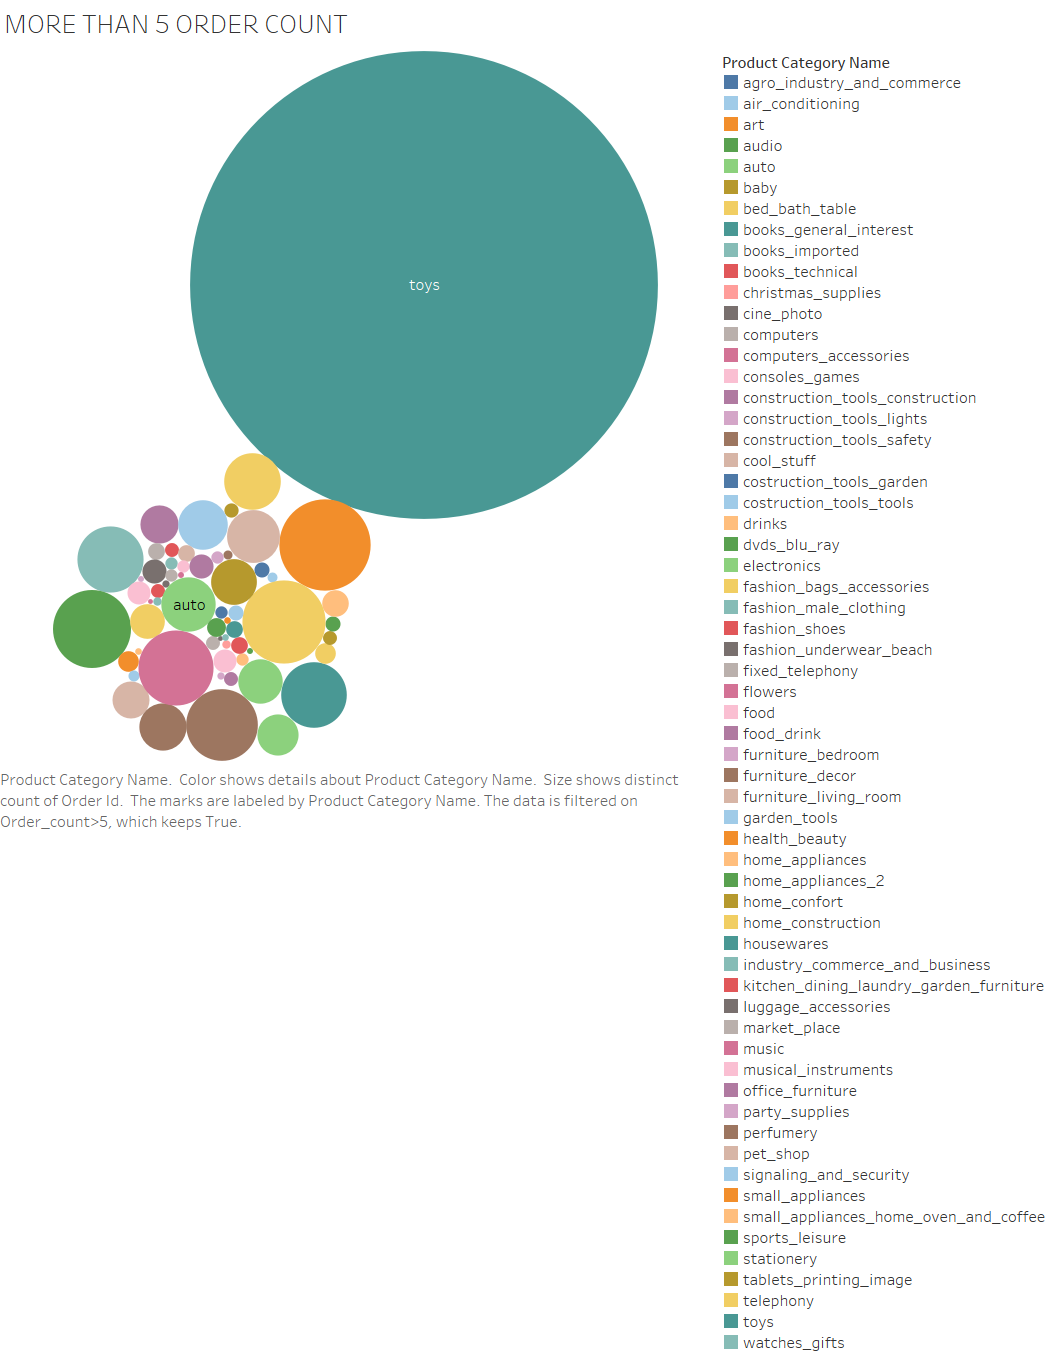 MORE THAN 5 ORDER COUNT
toys
auto
Product Category Name.  Color shows details about Product Category Name.  Size shows distinct
count of Order Id.  The marks are labeled by Product Category Name. The data is filtered on
Order_count>5, which keeps True.
Product Category Name
agro_industry_and_commerce
air_conditioning
art
audio
auto
baby
bed_bath_table
books_general_interest
books_imported
books_technical
christmas_supplies
cine_photo
computers
computers_accessories
consoles_games
construction_tools_construction
construction_tools_lights
construction_tools_safety
cool_stuff
costruction_tools_garden
costruction_tools_tools
drinks
dvds_blu_ray
electronics
fashion_bags_accessories
fashion_male_clothing
fashion_shoes
fashion_underwear_beach
fixed_telephony
flowers
food
food_drink
furniture_bedroom
furniture_decor
furniture_living_room
garden_tools
health_beauty
home_appliances
home_appliances_2
home_confort
home_construction
housewares
industry_commerce_and_business
kitchen_dining_laundry_garden_furniture
luggage_accessories
market_place
music
musical_instruments
office_furniture
party_supplies
perfumery
pet_shop
signaling_and_security
small_appliances
small_appliances_home_oven_and_coffee
sports_leisure
stationery
tablets_printing_image
telephony
toys
watches_gifts